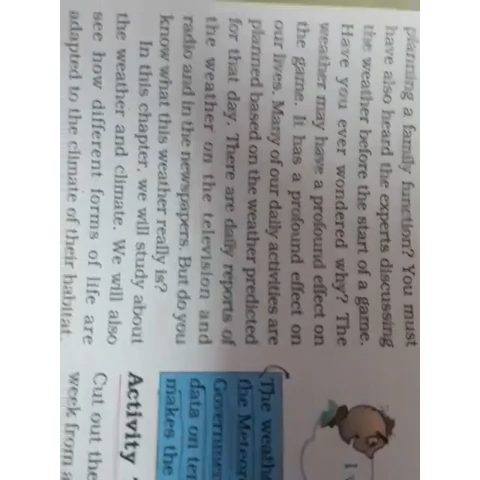 planning a family function? You must
have also heard the experts discussing
the weather before the start of a game.
Have you ever wondered why? The
weather may have a profound effect on
the game. It has a profound effect on
our lives. Many of our daily activities are
planned based on the weather predicted
for that day. There are daily reports of
the weather on the television and
radio and in the newspapers. But do you
know what this weather really is?
In this chapter, we will study about
the weather and climate. We will also
see how different forms of life are
adapted to the climate of their habitat.
I
The weathe
the Meteor
Governmen
data on ter
makes the
Activity
Cut out the
week from a